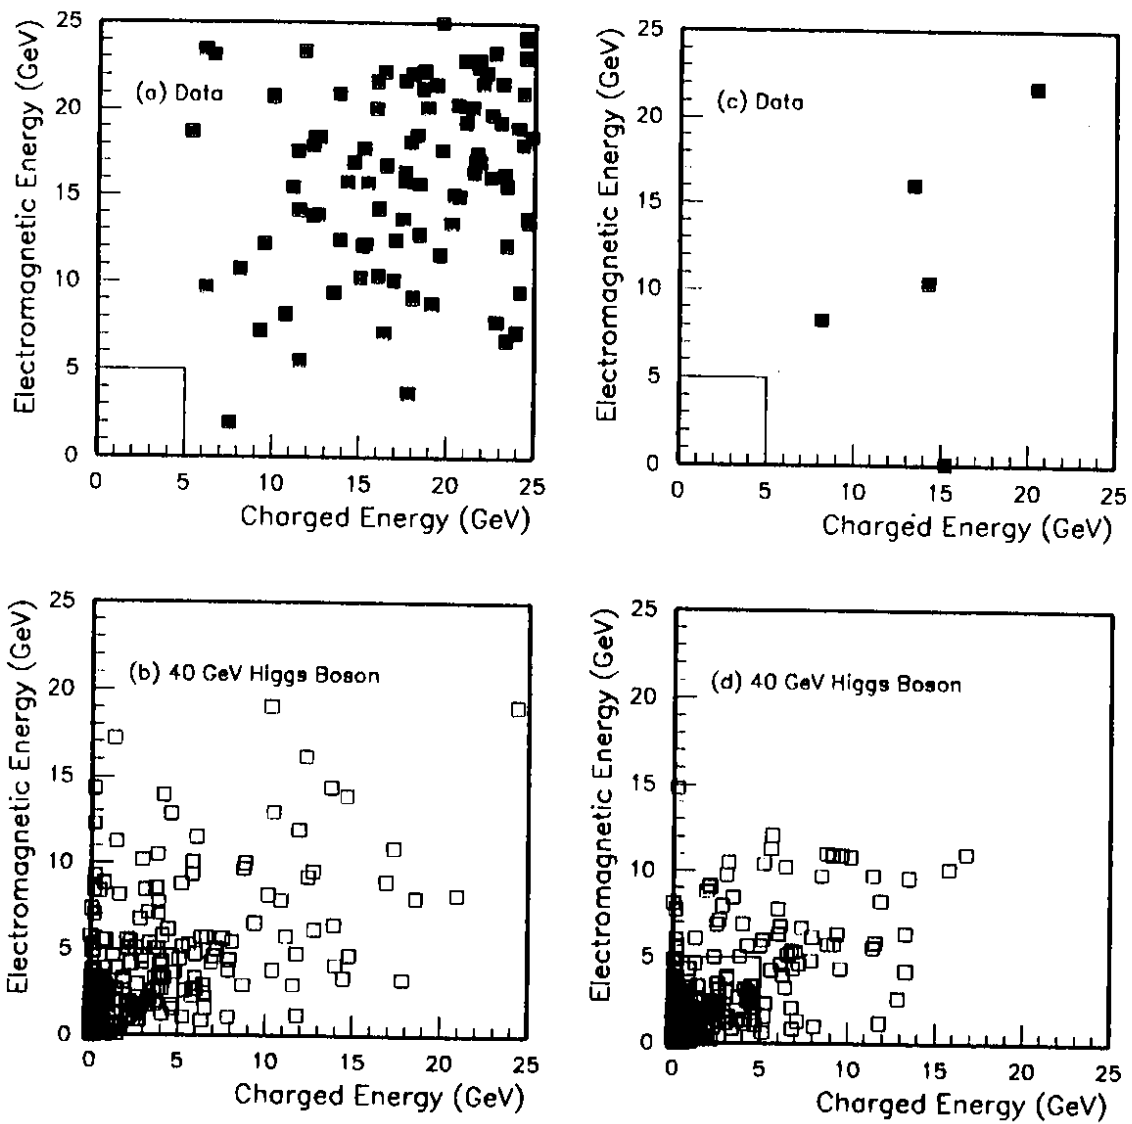 25
20
15
10
5
0
Electromagnetic Energy (GeV)
(a) Data
0 5 10 15 20 25
Charged Energy (GeV)
25
20
15
10
5
0
Electromagnetic Energy (GeV)
(c) Data
0 5 10 15 20 25
Charged Energy (GeV)
25
20
15
10
5
0
Electromagnetic Energy (GeV)
(b) 40 GeV Higgs Boson
0 5 10 15 20 25
Charged Energy (GeV)
25
20
15
10
5
0
Electromagnetic Energy (GeV)
(d) 40 GeV Higgs Boson
0 5 10 15 20 25
Charged Energy (GeV)